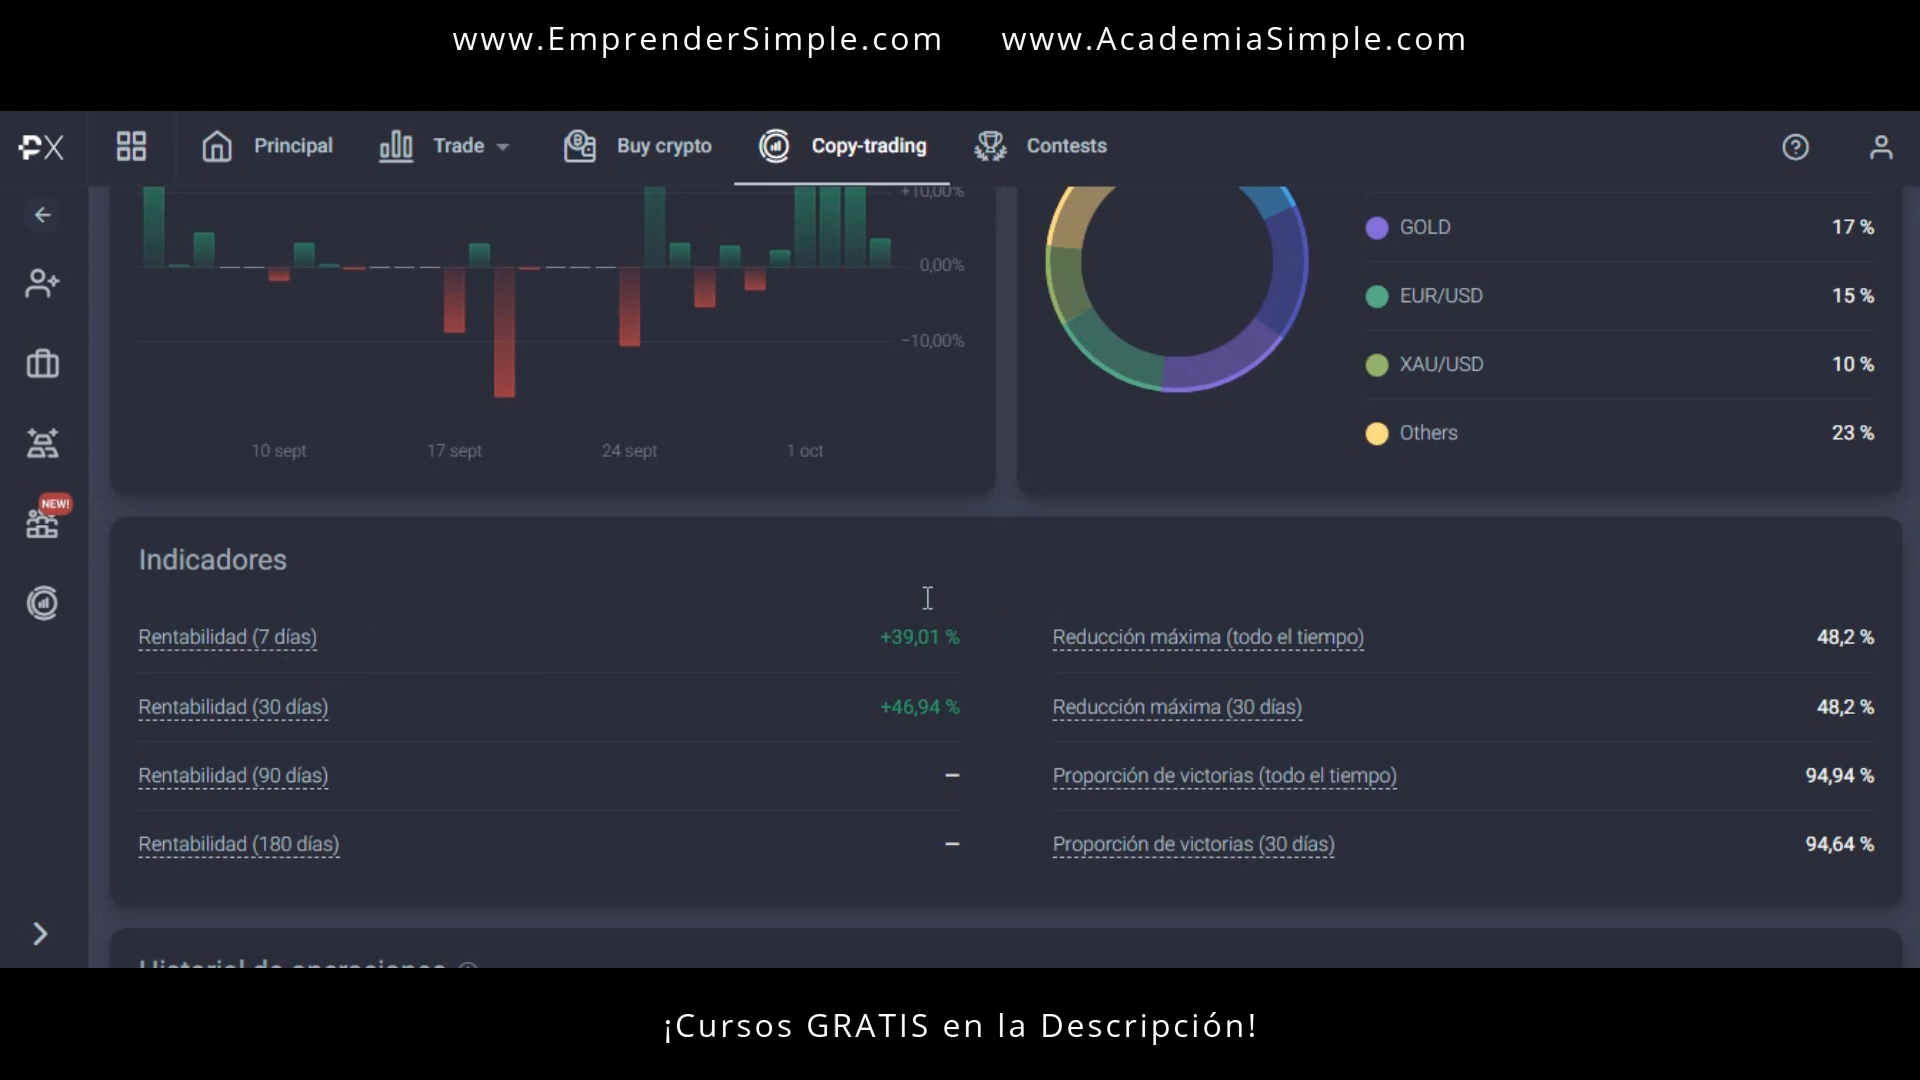 www.EmprenderSimple.com www.AcademiaSimple.com
PX Principal Trade Buy crypto Copy-trading Contests
+10,00%
0,00%
−10,00%
10 sept 17 sept 24 sept 1 oct
GOLD 17 %
EUR/USD 15 %
XAU/USD 10 %
Others 23 %
NEW!
Indicadores
Rentabilidad (7 días) +39,01 % Reducción máxima (todo el tiempo) 48,2 %
Rentabilidad (30 días) +46,94 % Reducción máxima (30 días) 48,2 %
Rentabilidad (90 días) – Proporción de victorias (todo el tiempo) 94,94 %
Rentabilidad (180 días) – Proporción de victorias (30 días) 94,64 %
Historial de operaciones
¡Cursos GRATIS en la Descripción!